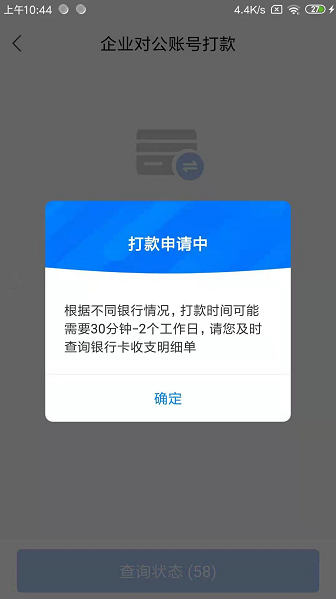 上午10:44
4.4K/s
27
企业对公账号打款
打款申请中
根据不同银行情况，打款时间可能
需要30分钟-2个工作日，请您及时
查询银行卡收支明细单
确定
查询状态 (58)